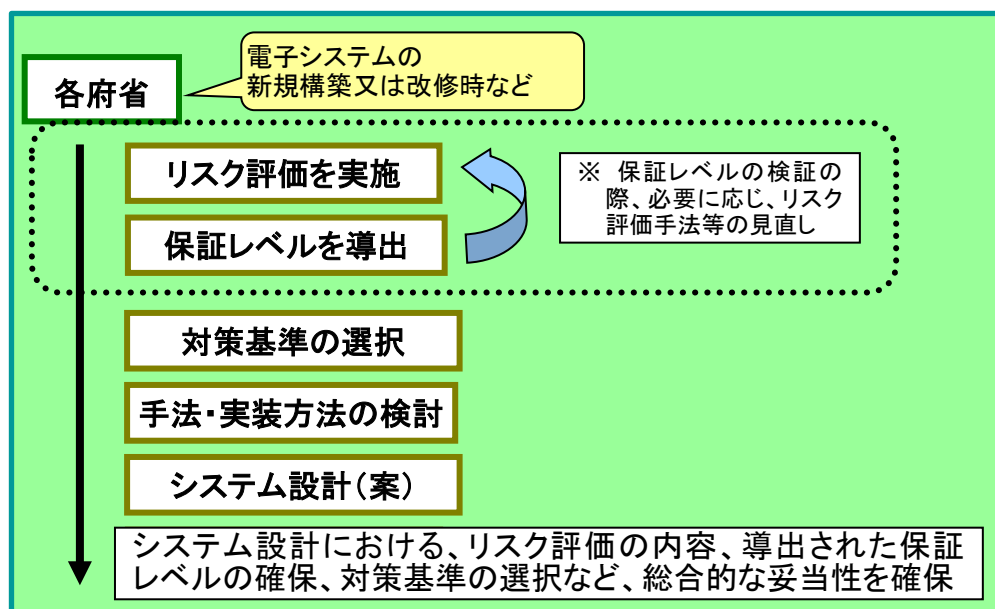 各府省
電子システムの
新規構築又は改修時など
リスク評価を実施
保証レベルを導出
※ 保証レベルの検証の
際、必要に応じ、リスク
評価手法等の見直し
対策基準の選択
手法・実装方法の検討
システム設計(案)
システム設計における、リスク評価の内容、導出された保証
レベルの確保、対策基準の選択など、総合的な妥当性を確保